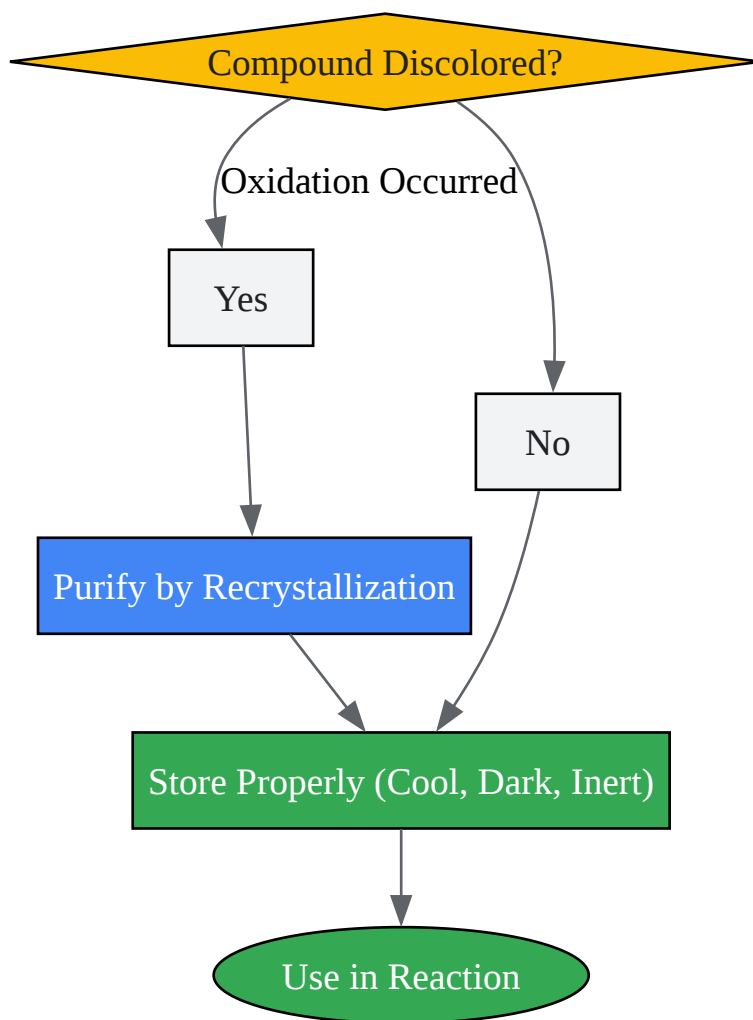 Compound Discolored?
Oxidation Occurred
Yes
No
Purify by Recrystallization
Store Properly (Cool, Dark, Inert)
Use in Reaction